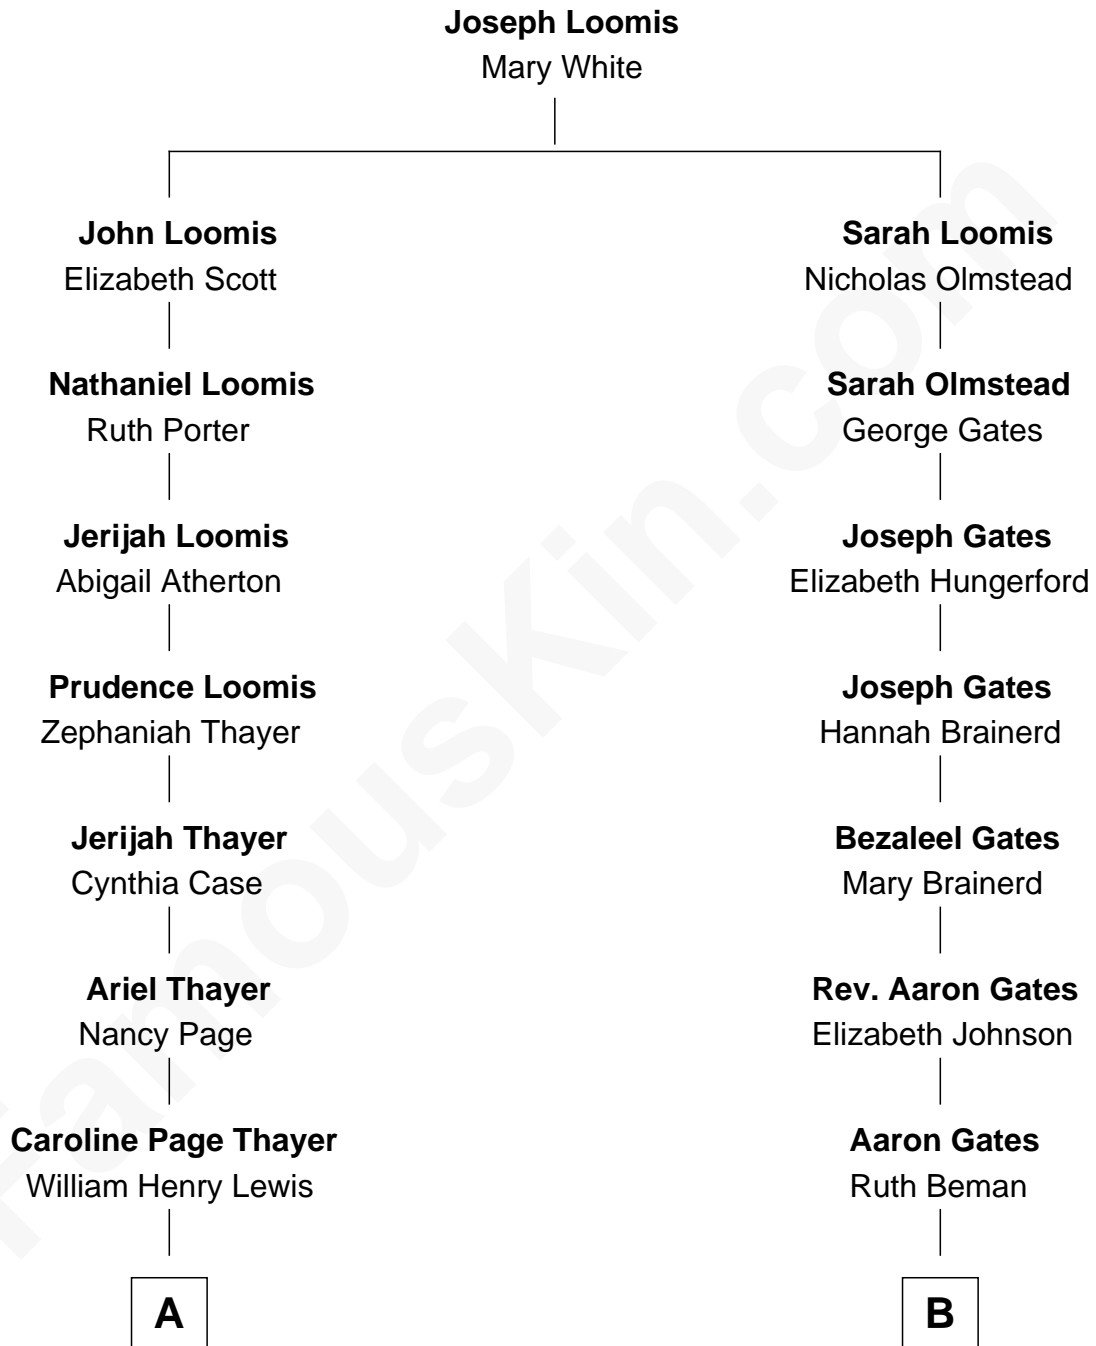 Joseph Loomis
Mary White
John Loomis
Elizabeth Scott
Nathaniel Loomis
Ruth Porter
Jerijah Loomis
Abigail Atherton
Prudence Loomis
Zephaniah Thayer
Jerijah Thayer
Cynthia Case
Ariel Thayer
Nancy Page
Caroline Page Thayer
William Henry Lewis
A
Sarah Loomis
Nicholas Olmstead
Sarah Olmstead
George Gates
Joseph Gates
Elizabeth Hungerford
Joseph Gates
Hannah Brainerd
Bezaleel Gates
Mary Brainerd
Rev. Aaron Gates
Elizabeth Johnson
Aaron Gates
Ruth Beman
B
FamousKin.com